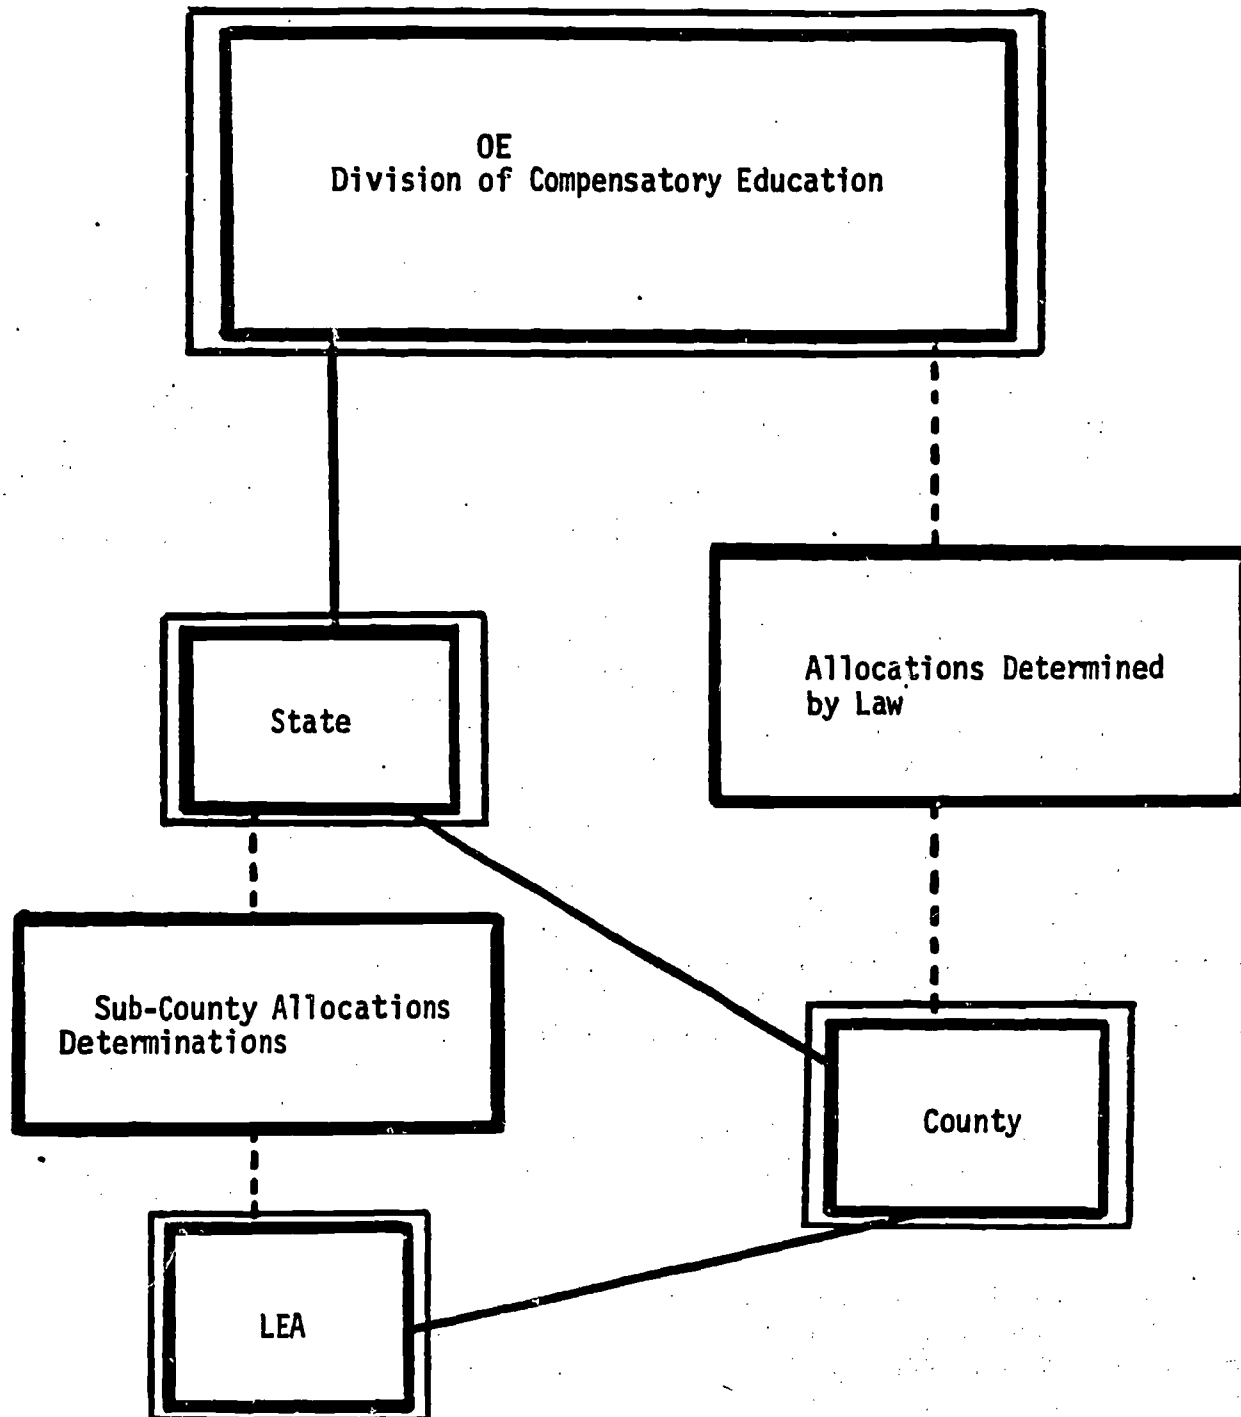 OE
Division of Compensatory Education
State
Allocations Determined
by Law
Sub-County Allocations
Determinations
County
LEA